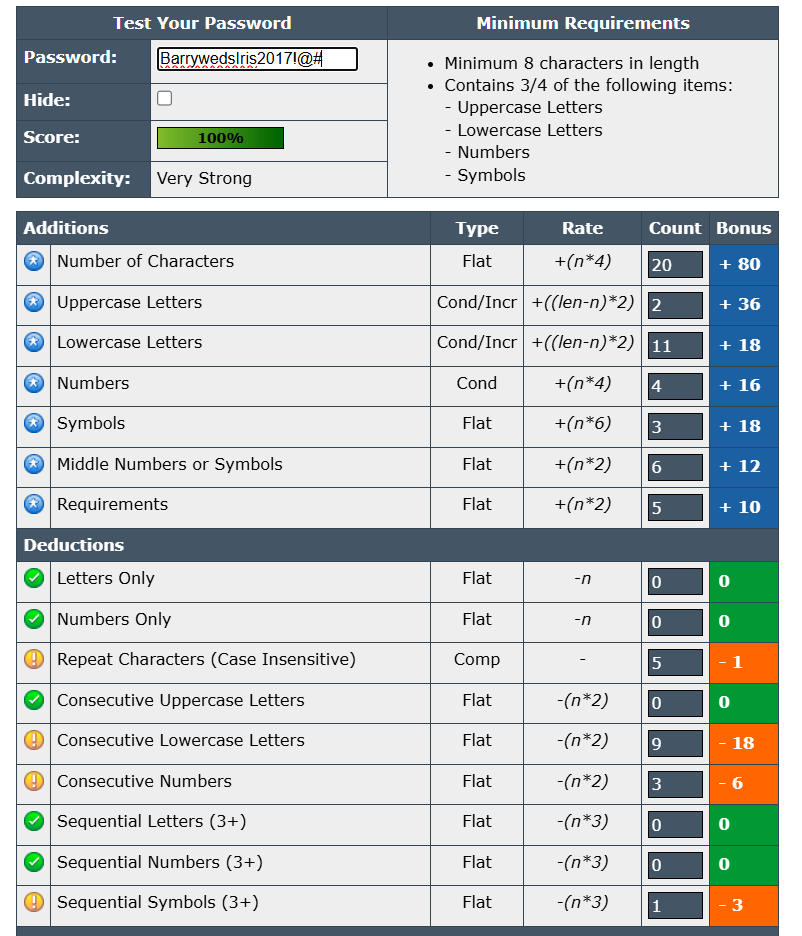 Test Your Password Minimum Requirements
Password: BarrywedsIris2017!@#
Hide:
Score: 100%
Complexity: Very Strong
• Minimum 8 characters in length
• Contains 3/4 of the following items:
- Uppercase Letters
- Lowercase Letters
- Numbers
- Symbols
Additions Type Rate Count Bonus
Number of Characters Flat +(n*4) 20 + 80
Uppercase Letters Cond/Incr +((len-n)*2) 2 + 36
Lowercase Letters Cond/Incr +((len-n)*2) 11 + 18
Numbers Cond +(n*4) 4 + 16
Symbols Flat +(n*6) 3 + 18
Middle Numbers or Symbols Flat +(n*2) 6 + 12
Requirements Flat +(n*2) 5 + 10
Deductions
Letters Only Flat -n 0 0
Numbers Only Flat -n 0 0
Repeat Characters (Case Insensitive) Comp - 5 - 1
Consecutive Uppercase Letters Flat -(n*2) 0 0
Consecutive Lowercase Letters Flat -(n*2) 9 - 18
Consecutive Numbers Flat -(n*2) 3 - 6
Sequential Letters (3+) Flat -(n*3) 0 0
Sequential Numbers (3+) Flat -(n*3) 0 0
Sequential Symbols (3+) Flat -(n*3) 1 - 3